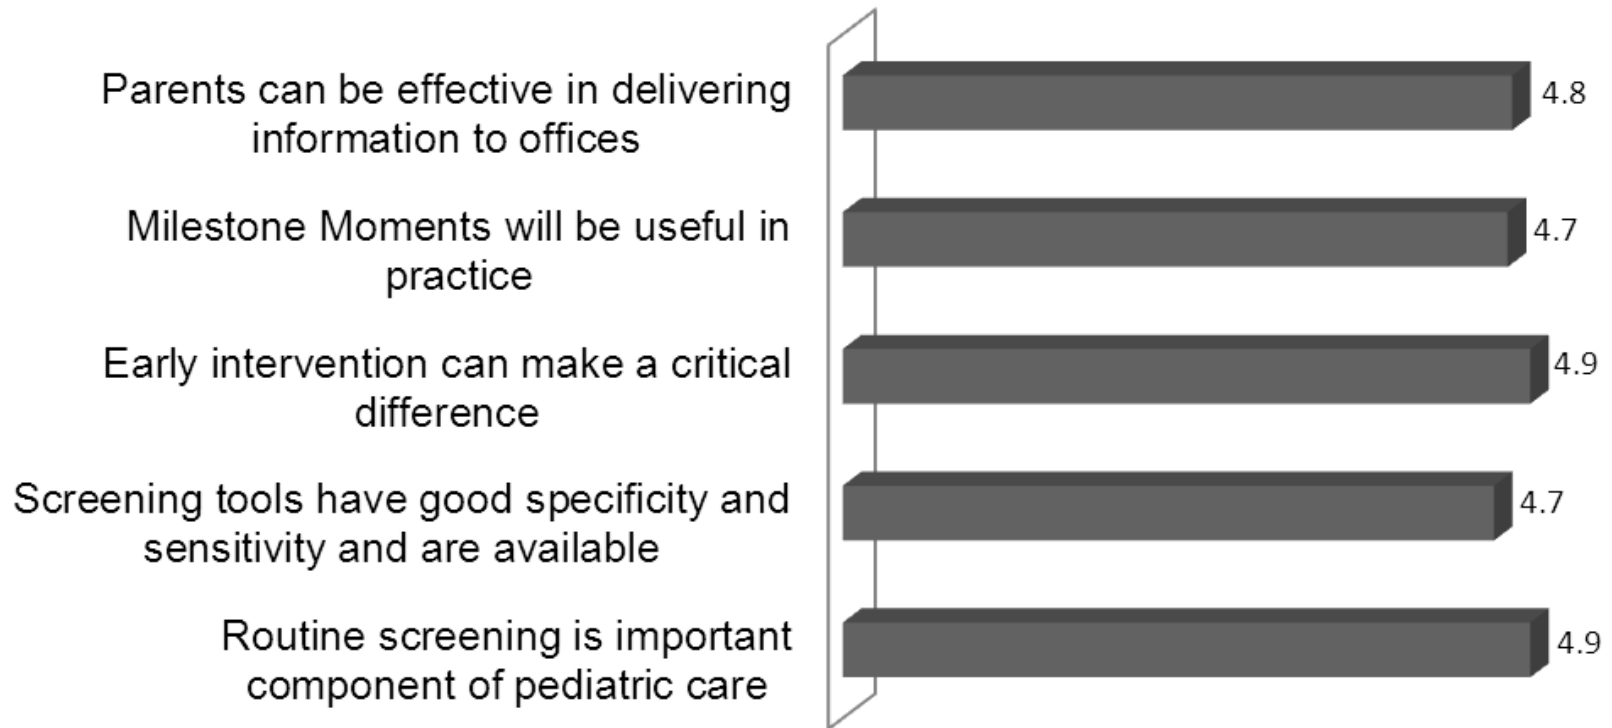 Parents can be effective in delivering
information to offices
4.8
Milestone Moments will be useful in
practice
4.7
Early intervention can make a critical
difference
4.9
Screening tools have good specificity and
sensitivity and are available
4.7
Routine screening is important
component of pediatric care
4.9